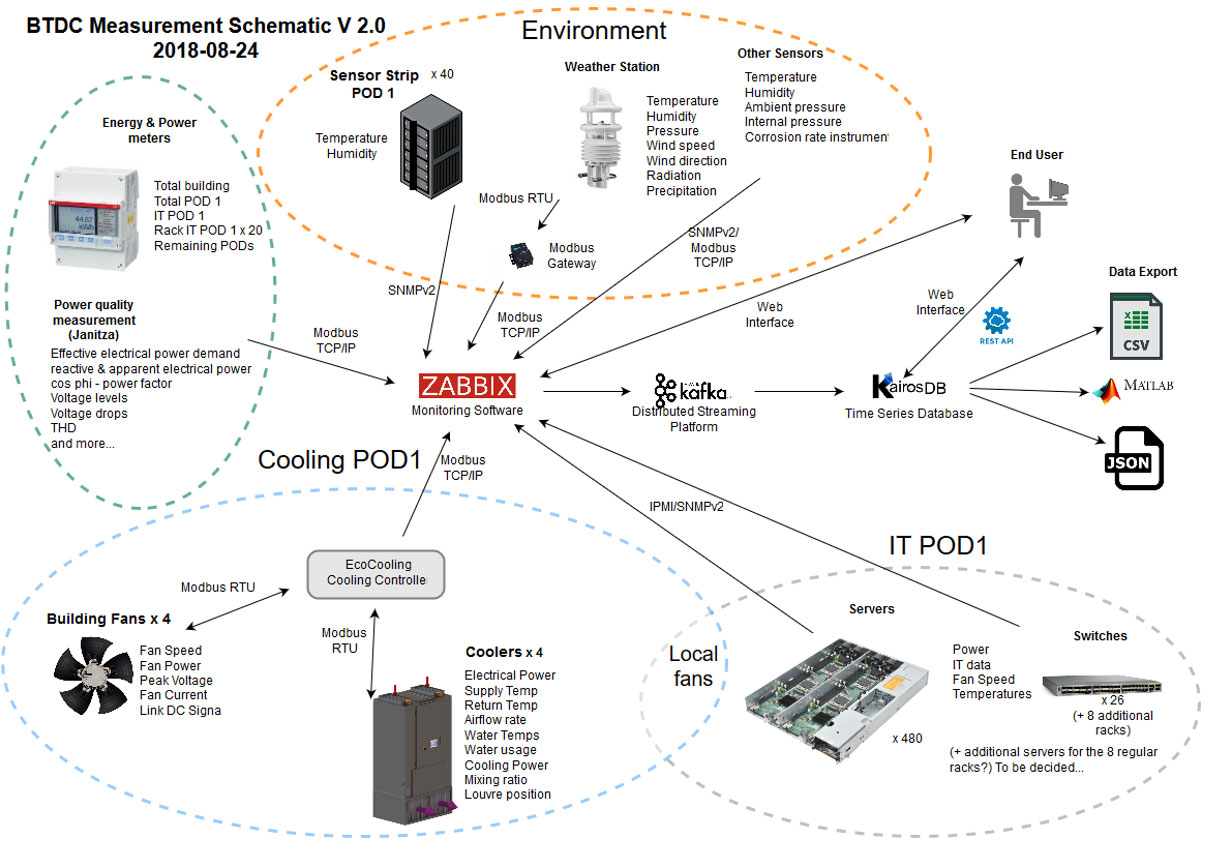 BTDC Measurement Schematic V 2.0
2018-08-24
Environment
Sensor Strip x 40
POD 1
Temperature
Humidity
Weather Station
Temperature
Humidity
Pressure
Wind speed
Wind direction
Radiation
Precipitation
Other Sensors
Temperature
Humidity
Ambient pressure
Internal pressure
Corrosion rate instrument
Energy & Power
meters
44.67
kWh
Total building
Total POD 1
IT POD 1
Rack IT POD 1 x 20
Remaining PODs
Power quality
measurement
(Janitza)
Effective electrical power demand
reactive & apparent electrical power
cos phi - power factor
Voltage levels
Voltage drops
THD
and more...
Modbus
TCP/IP
SNMPv2
Modbus RTU
Modbus
Gateway
Modbus
TCP/IP
SNMPv2/
Modbus
TCP/IP
End User
Web
Interface
Web
Interface
REST API
Data Export
CSV
MATLAB
JSON
ZABBIX
Monitoring Software
kafka
Distributed Streaming
Platform
KairosDB
Time Series Database
Cooling POD1
Modbus
TCP/IP
EcoCooling
Cooling Controlle
Modbus RTU
Modbus
RTU
Building Fans x 4
Fan Speed
Fan Power
Peak Voltage
Fan Current
Link DC Signa
Coolers x 4
Electrical Power
Supply Temp
Return Temp
Airflow rate
Water Temps
Water usage
Cooling Power
Mixing ratio
Louvre position
IPMI/SNMPv2
IT POD1
Local
fans
Servers
x 480
Power
IT data
Fan Speed
Temperatures
Switches
x 26
(+ 8 additional
racks)
(+ additional servers for the 8 regular
racks?) To be decided...